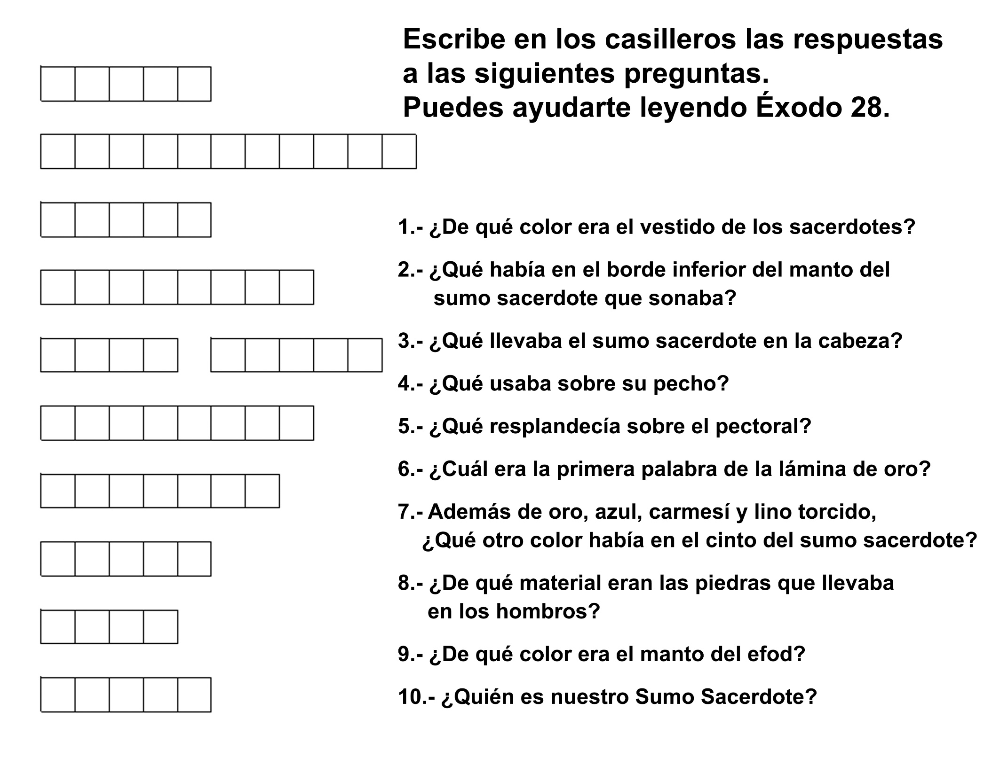 Escribe en los casilleros las respuestas
a las siguientes preguntas.
Puedes ayudarte leyendo Éxodo 28.
1.- ¿De qué color era el vestido de los sacerdotes?
2.- ¿Qué había en el borde inferior del manto del
sumo sacerdote que sonaba?
3.- ¿Qué llevaba el sumo sacerdote en la cabeza?
4.- ¿Qué usaba sobre su pecho?
5.- ¿Qué resplandecía sobre el pectoral?
6.- ¿Cuál era la primera palabra de la lámina de oro?
7.- Además de oro, azul, carmesí y lino torcido,
¿Qué otro color había en el cinto del sumo sacerdote?
8.- ¿De qué material eran las piedras que llevaba
en los hombros?
9.- ¿De qué color era el manto del efod?
10.- ¿Quién es nuestro Sumo Sacerdote?